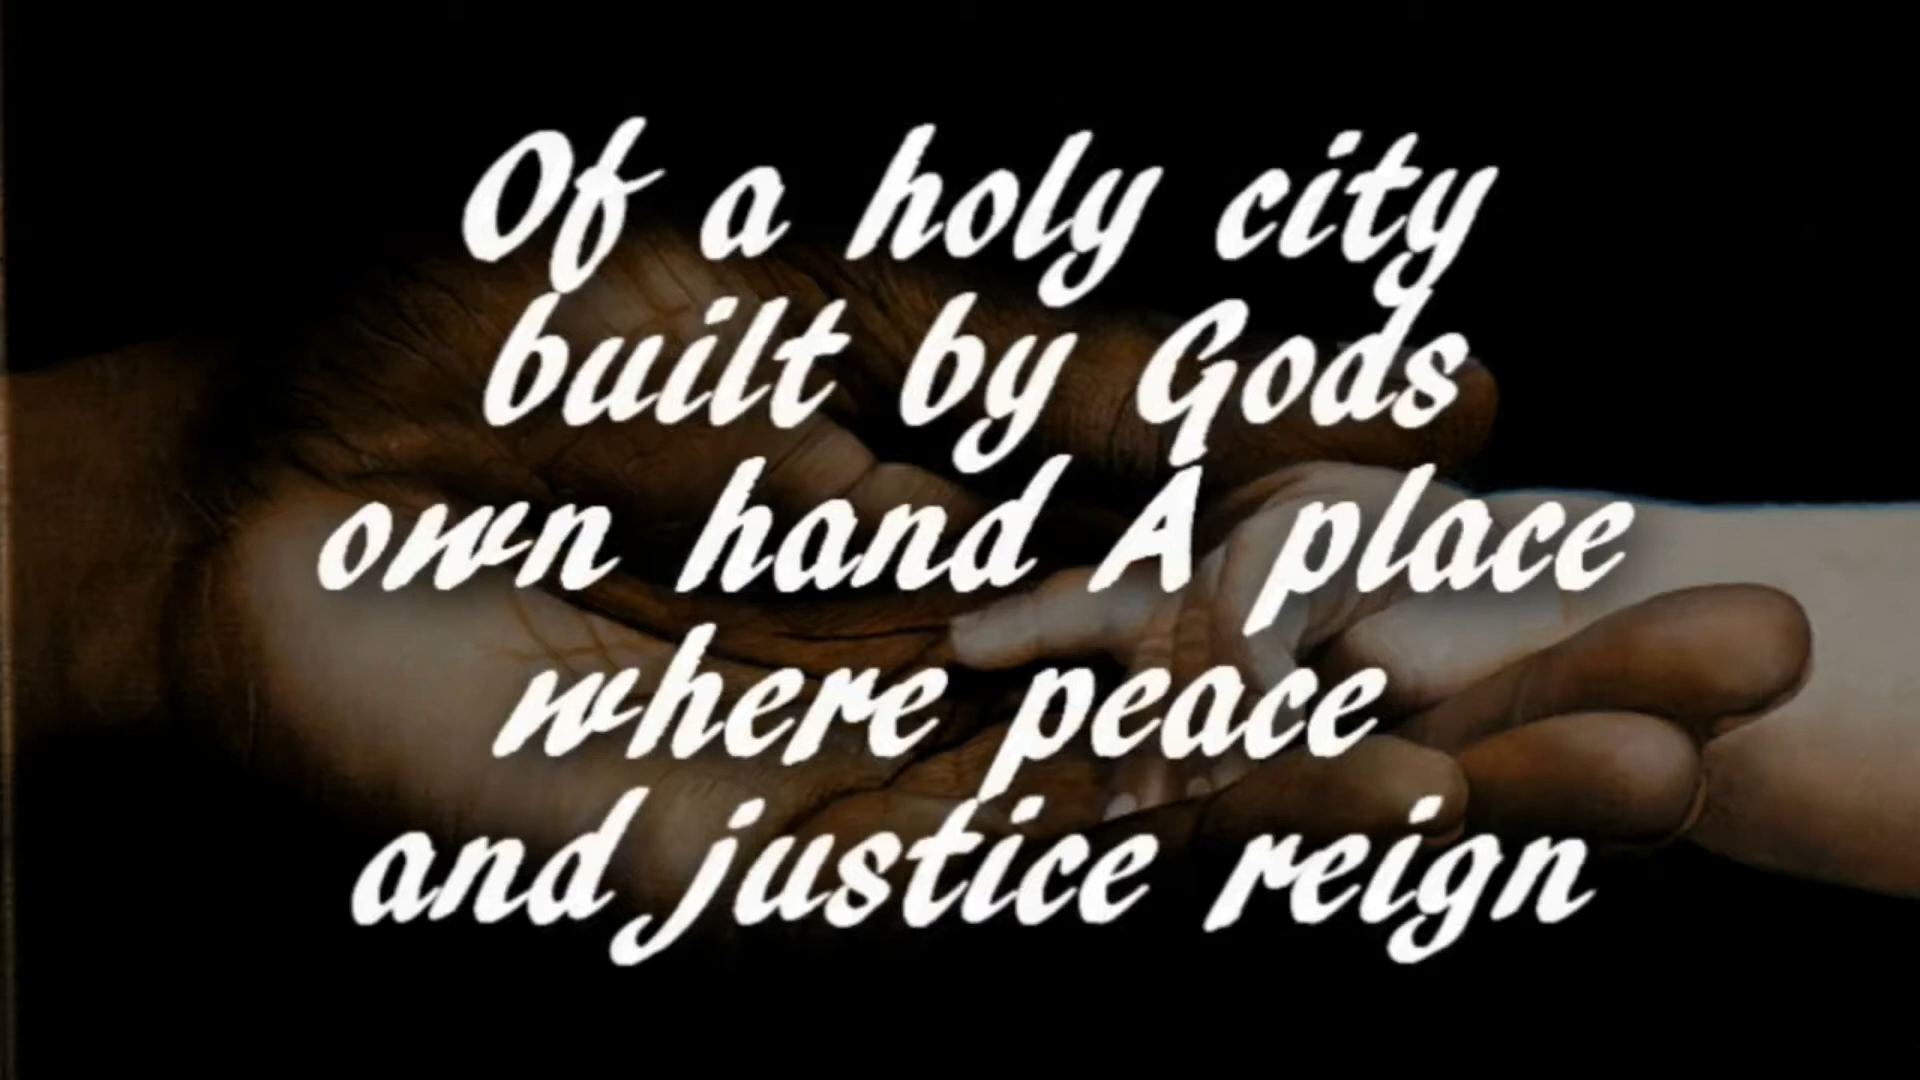 Of a holy city
built by Gods
own hand A place
where peace
and justice reign